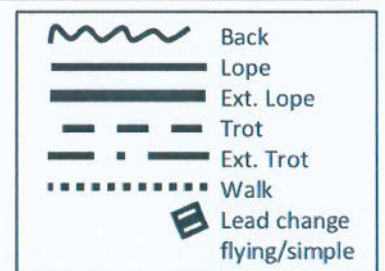 Back
Lope
Ext. Lope
Trot
Ext. Trot
Walk
Lead change
flying/simple